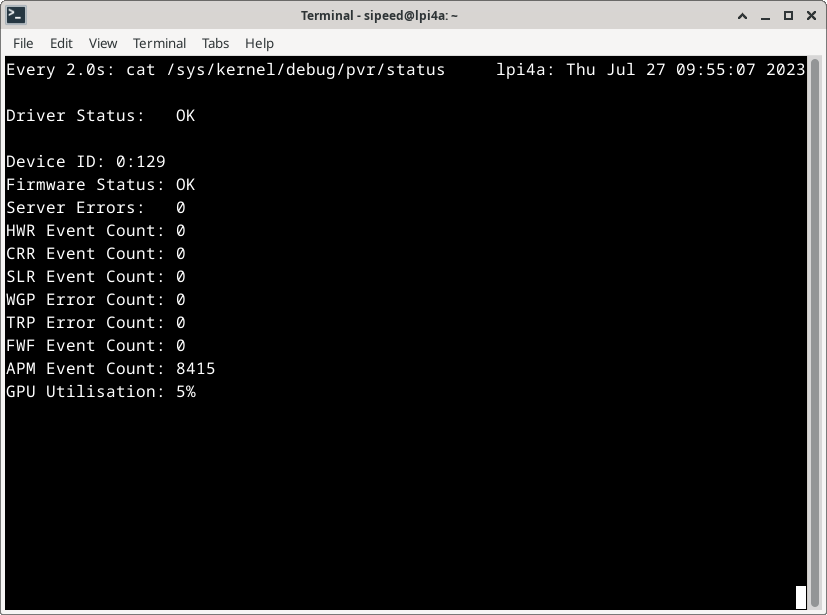 Terminal - sipeed@lpi4a: ~
File Edit View Terminal Tabs Help
Every 2.0s: cat /sys/kernel/debug/pvr/status     lpi4a: Thu Jul 27 09:55:07 2023
Driver Status:   OK
Device ID: 0:129
Firmware Status: OK
Server Errors:   0
HWR Event Count: 0
CRR Event Count: 0
SLR Event Count: 0
WGP Error Count: 0
TRP Error Count: 0
FWF Event Count: 0
APM Event Count: 8415
GPU Utilisation: 5%